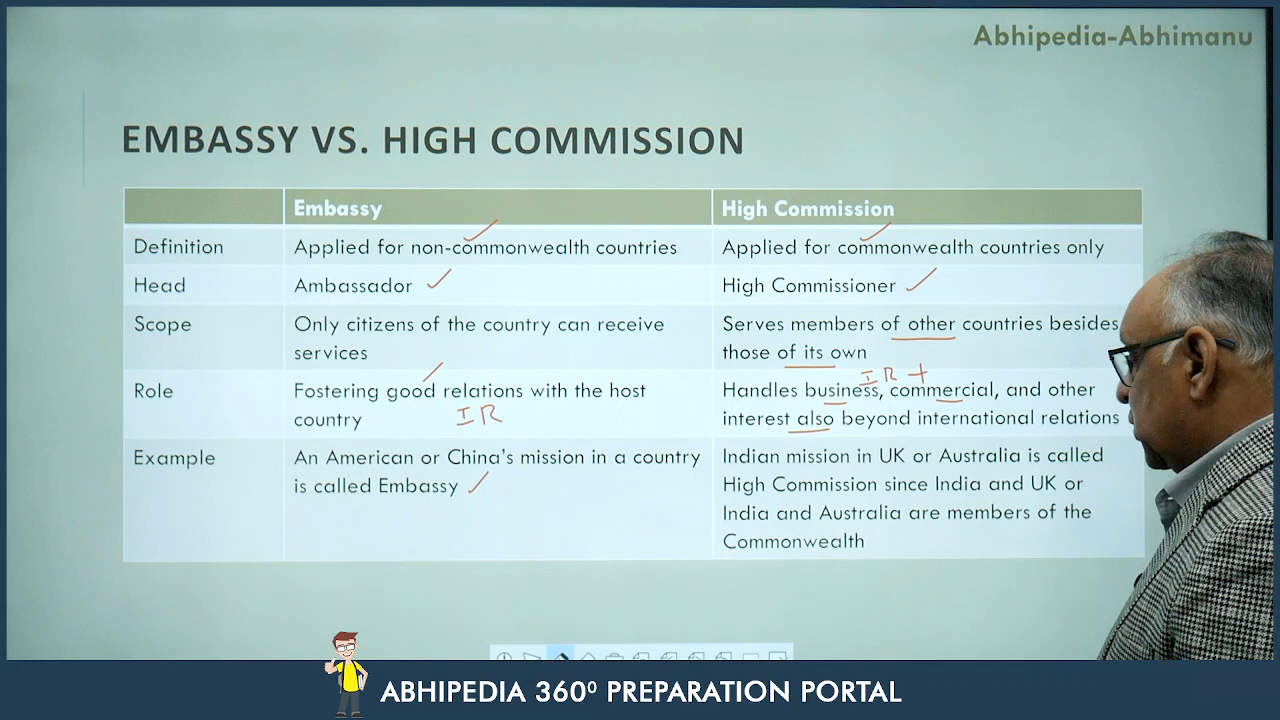 Abhipedia-Abhimanu
EMBASSY VS. HIGH COMMISSION
Embassy
High Commission
Definition
Applied for non-commonwealth countries
Applied for commonwealth countries only
Head
Ambassador
High Commissioner
Scope
Only citizens of the country can receive
services
Serves members of other countries besides
those of its own
Role
Fostering good relations with the host
country
IR
IR +
Handles business, commercial, and other
interest also beyond international relations
Example
An American or China's mission in a country
is called Embassy
Indian mission in UK or Australia is called
High Commission since India and UK or
India and Australia are members of the
Commonwealth
ABHIPEDIA 360⁰ PREPARATION PORTAL